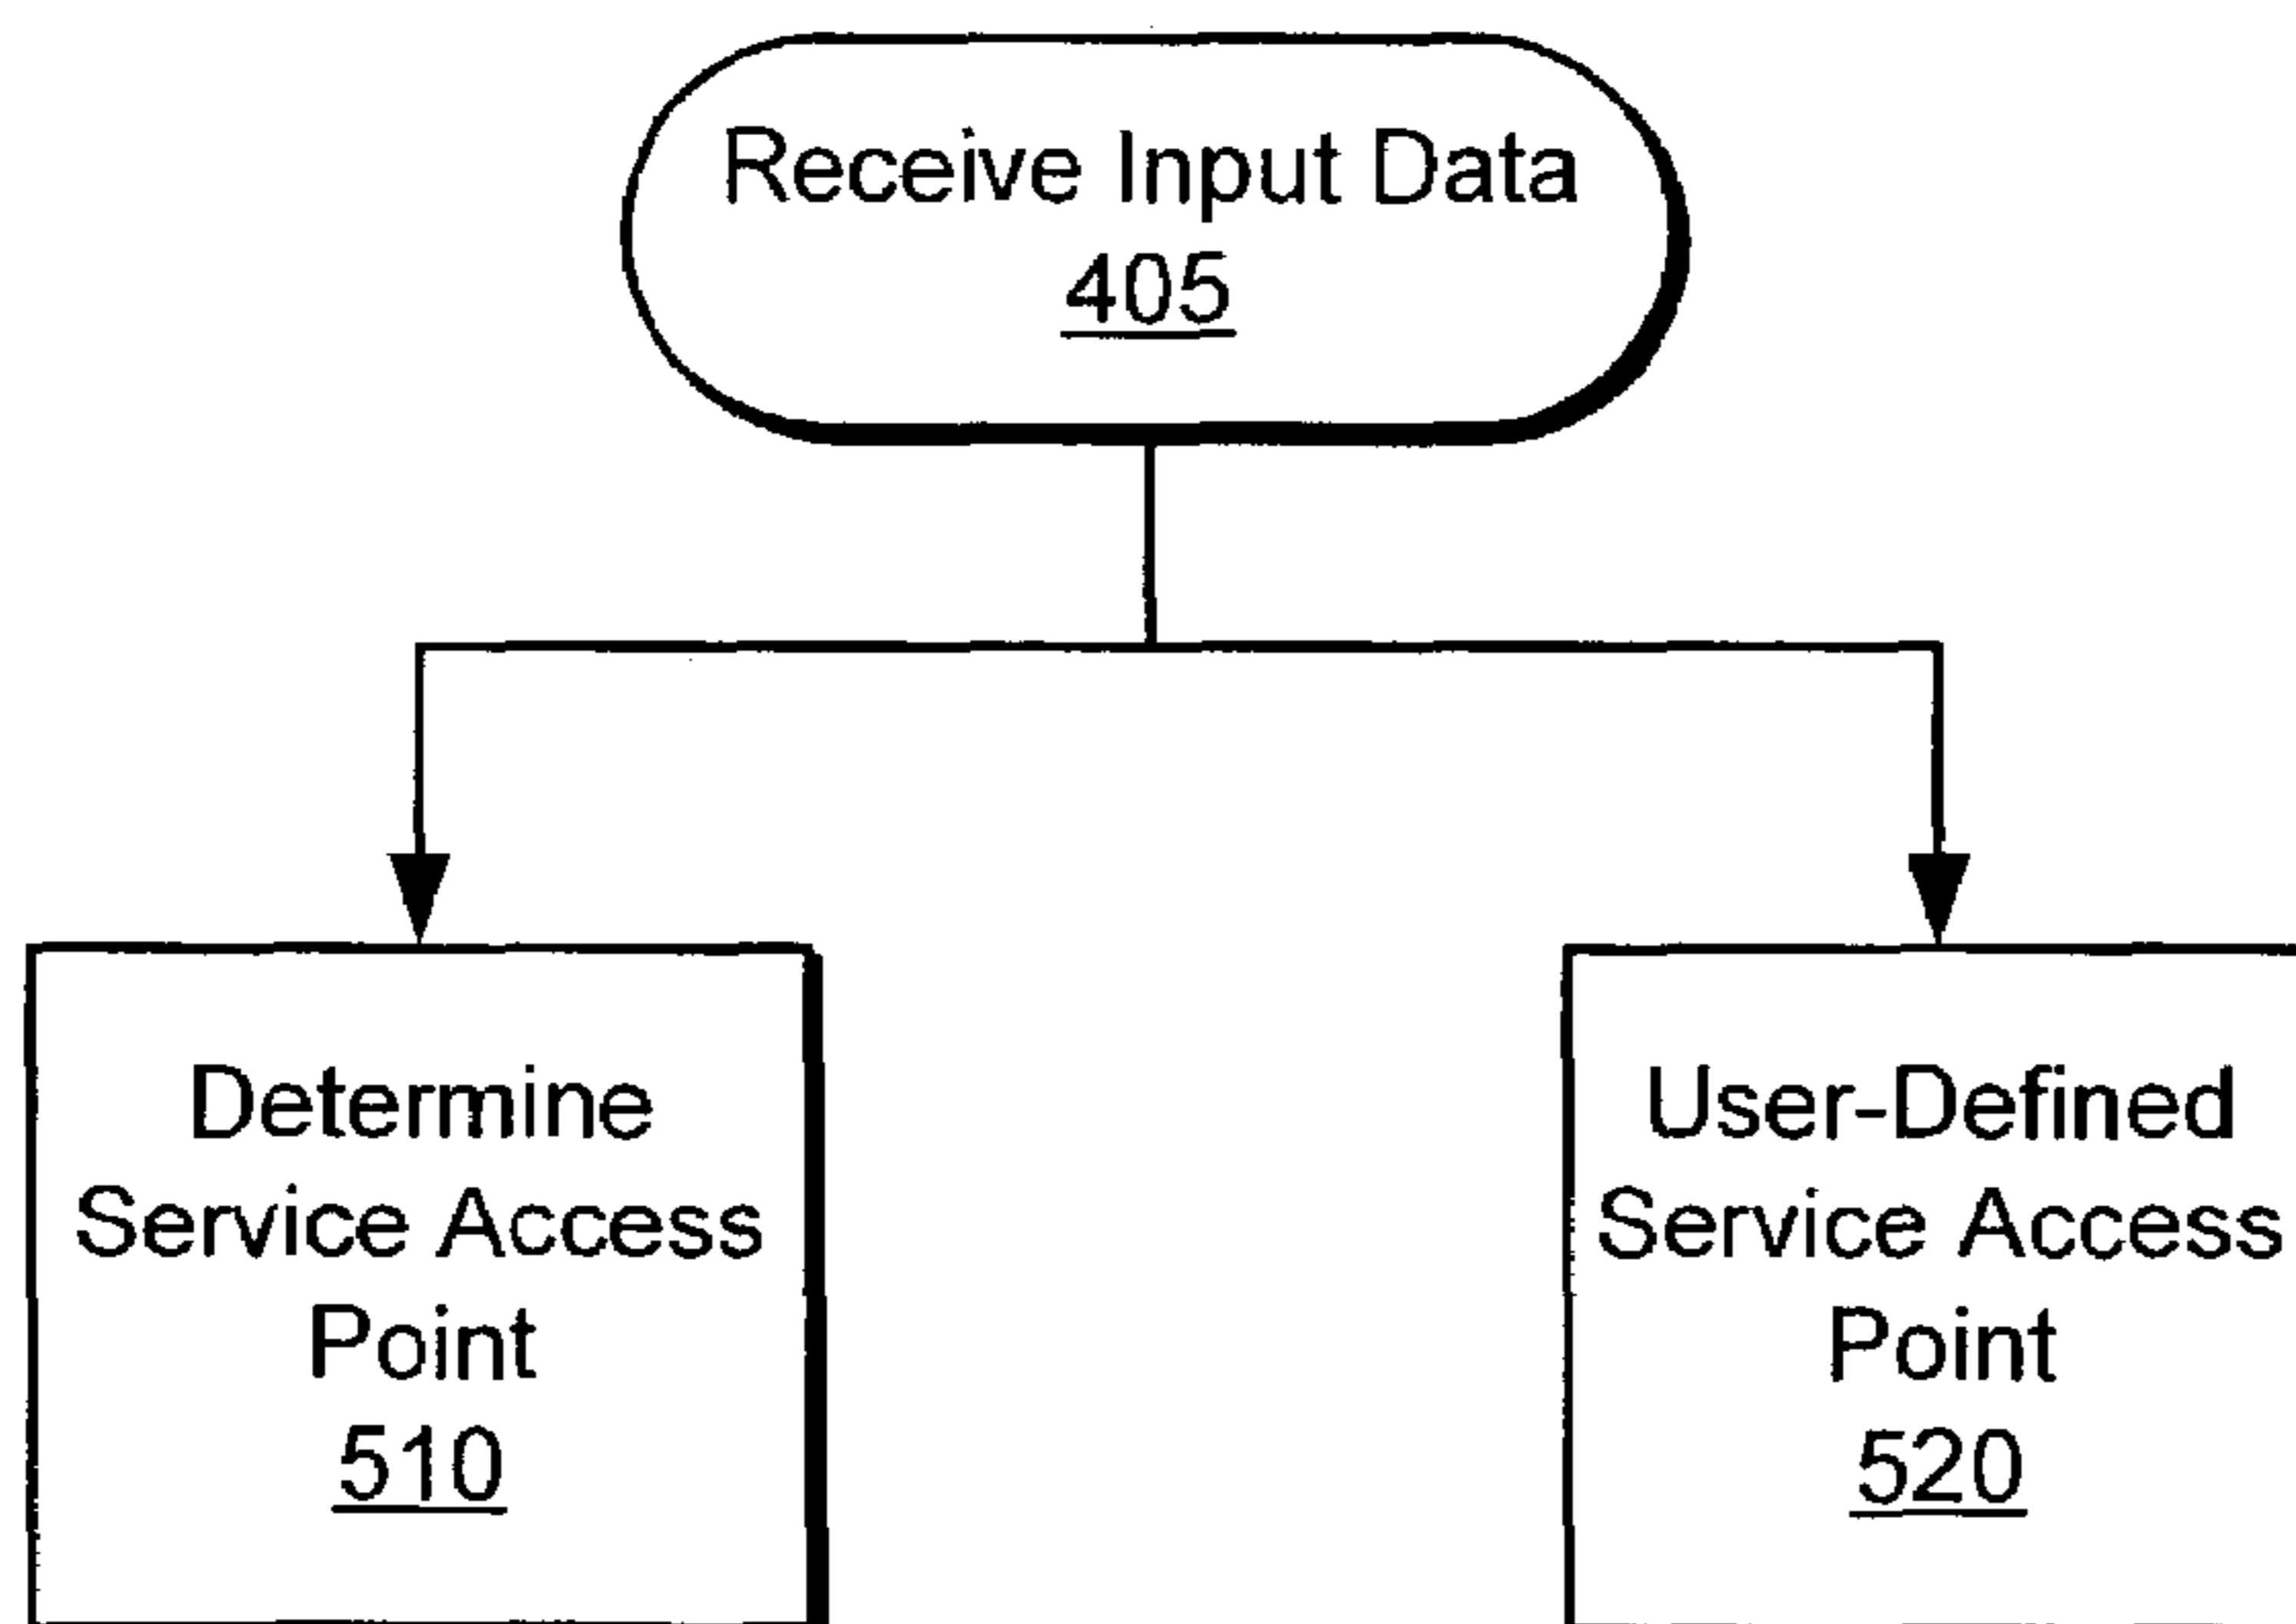 Receive Input Data
405
Determine
Service Access
Point
510
User-Defined
Service Access
Point
520